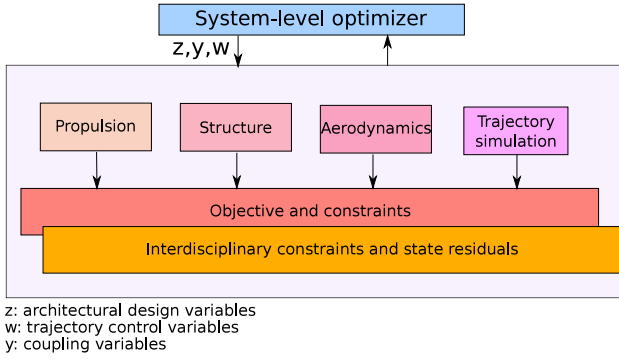 System-level optimizer
z,y,w
Propulsion
Structure
Aerodynamics
Trajectory
simulation
Objective and constraints
Interdisciplinary constraints and state residuals
z: architectural design variables
w: trajectory control variables
y: coupling variables